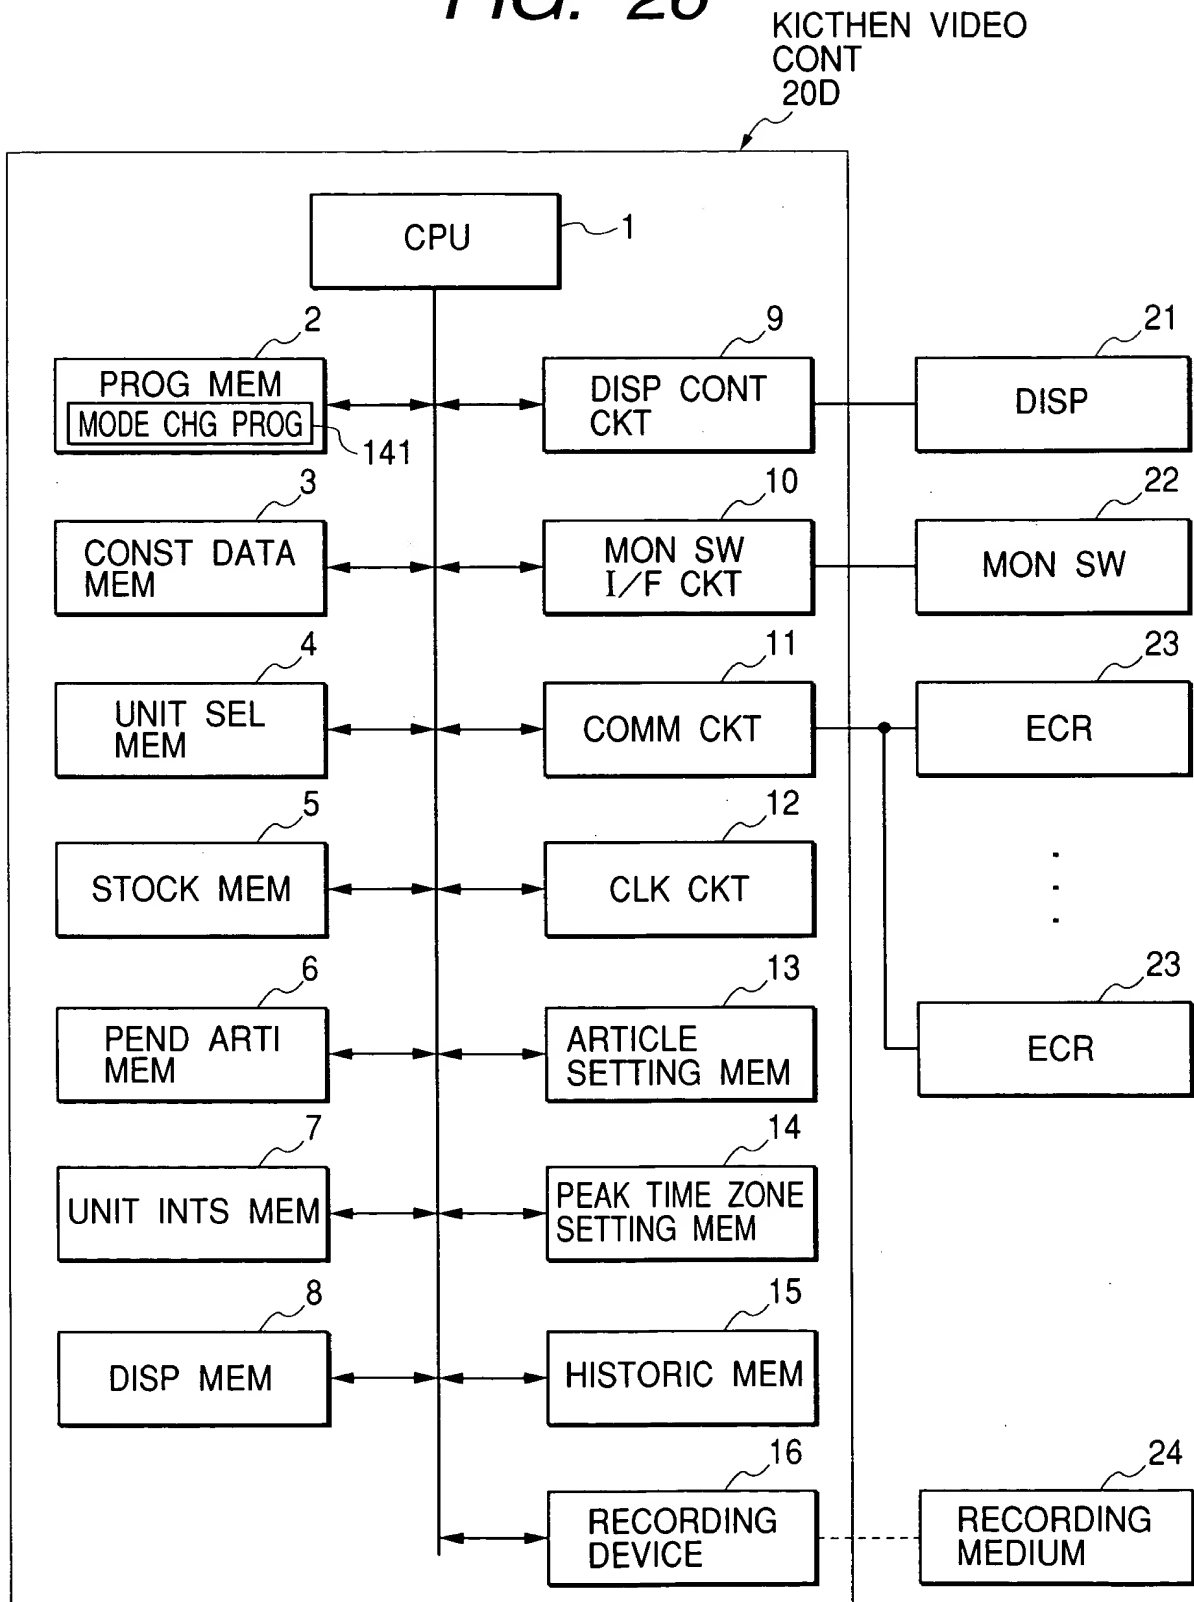 FIG. 26
KICTHEN VIDEO
CONT
20D
CPU
1
2
PROG MEM
MODE CHG PROG
141
9
DISP CONT
CKT
21
DISP
3
CONST DATA
MEM
10
MON SW
I/F CKT
22
MON SW
4
UNIT SEL
MEM
11
COMM CKT
23
ECR
5
STOCK MEM
12
CLK CKT
6
PEND ARTI
MEM
13
ARTICLE
SETTING MEM
23
ECR
7
UNIT INTS MEM
14
PEAK TIME ZONE
SETTING MEM
8
DISP MEM
15
HISTORIC MEM
16
RECORDING
DEVICE
24
RECORDING
MEDIUM